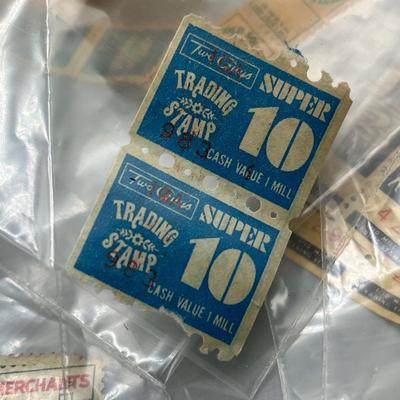 Two Guys
SUPER
TRADING
STAMP
10
983
CASH VALUE 1 MILL
Two Guys
SUPER
TRADING
STAMP
10
CASH VALUE 1 MILL
MERCHANTS